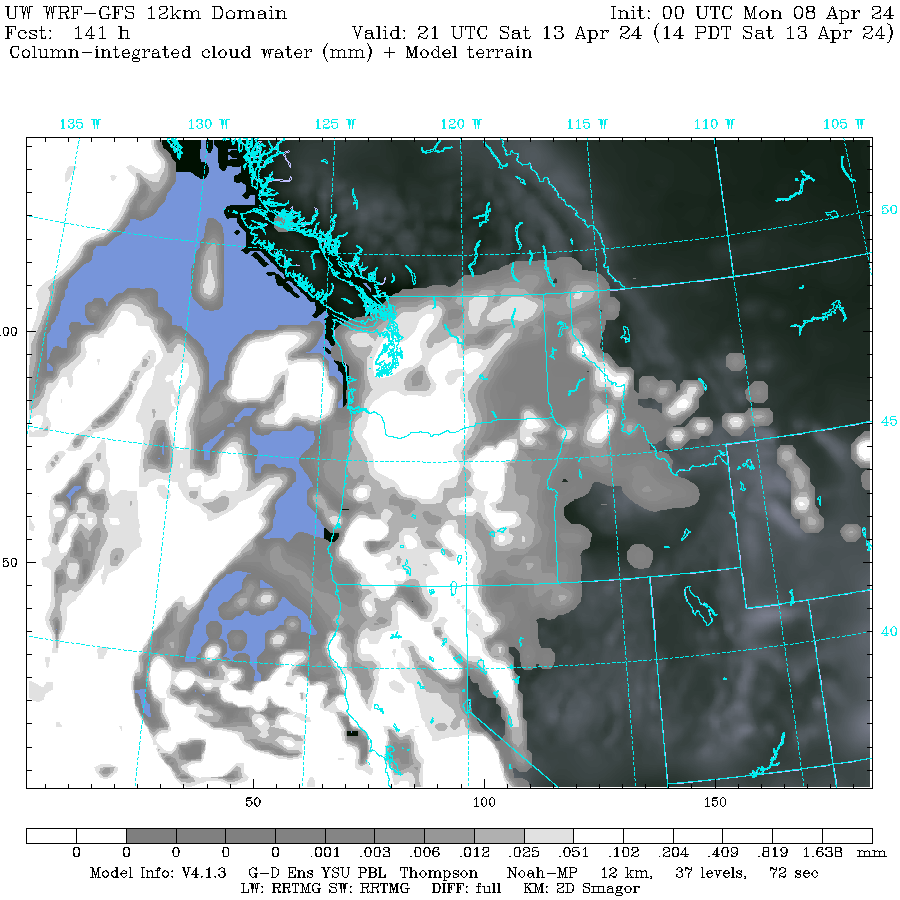 UW WRF-GFS 12km Domain Init: 00 UTC Mon 08 Apr 24
Fcst: 141 h Valid: 21 UTC Sat 13 Apr 24 (14 PDT Sat 13 Apr 24)
Column-integrated cloud water (mm) + Model terrain
135 W 130 W 125 W 120 W 115 W 110 W 105 W
50
00
45
50
40
50 100 150
0 0 0 0 .001 .003 .006 .012 .025 .051 .102 .204 .409 .819 1.638 mm
Model Info: V4.1.3 G-D Ens YSU PBL Thompson Noah-MP 12 km, 37 levels, 72 sec
LW: RRTMG SW: RRTMG DIFF: full KM: 2D Smagor